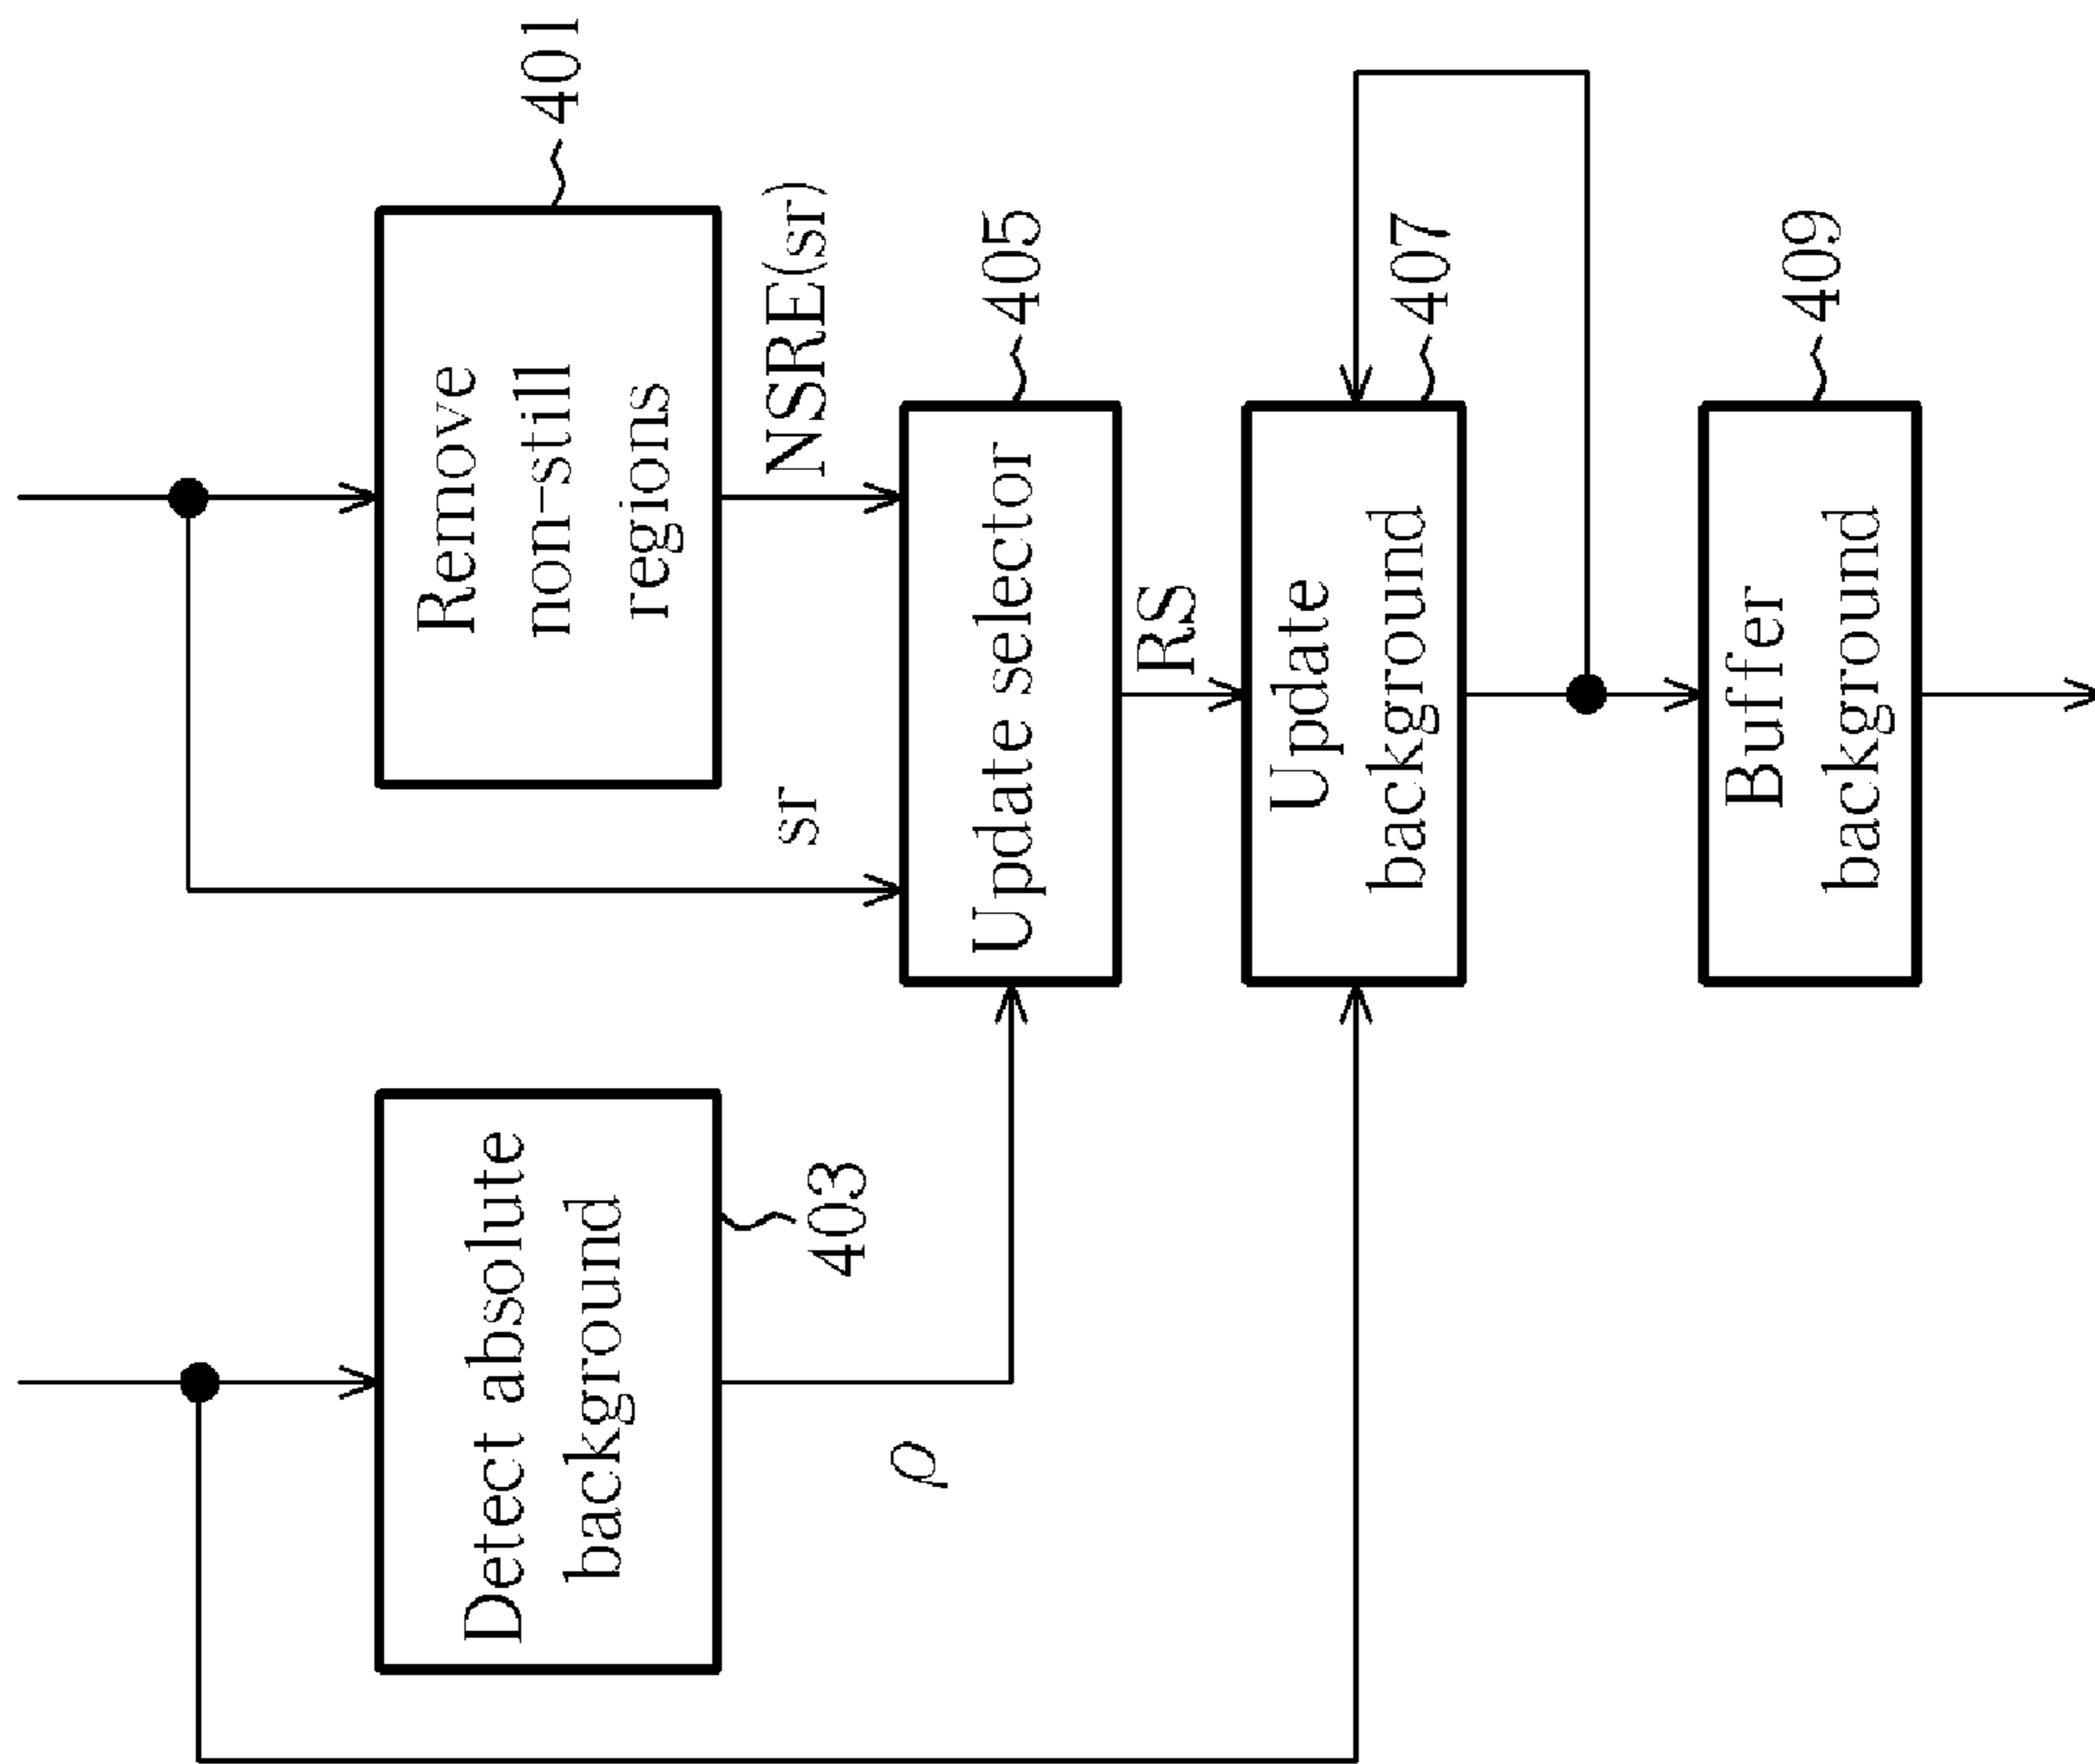 Remove
non-still
regions
401
NSRE(sr)
sr
Detect absolute
background
403
ρ
Update selector
405
RS
Update
background
407
Buffer
background
409